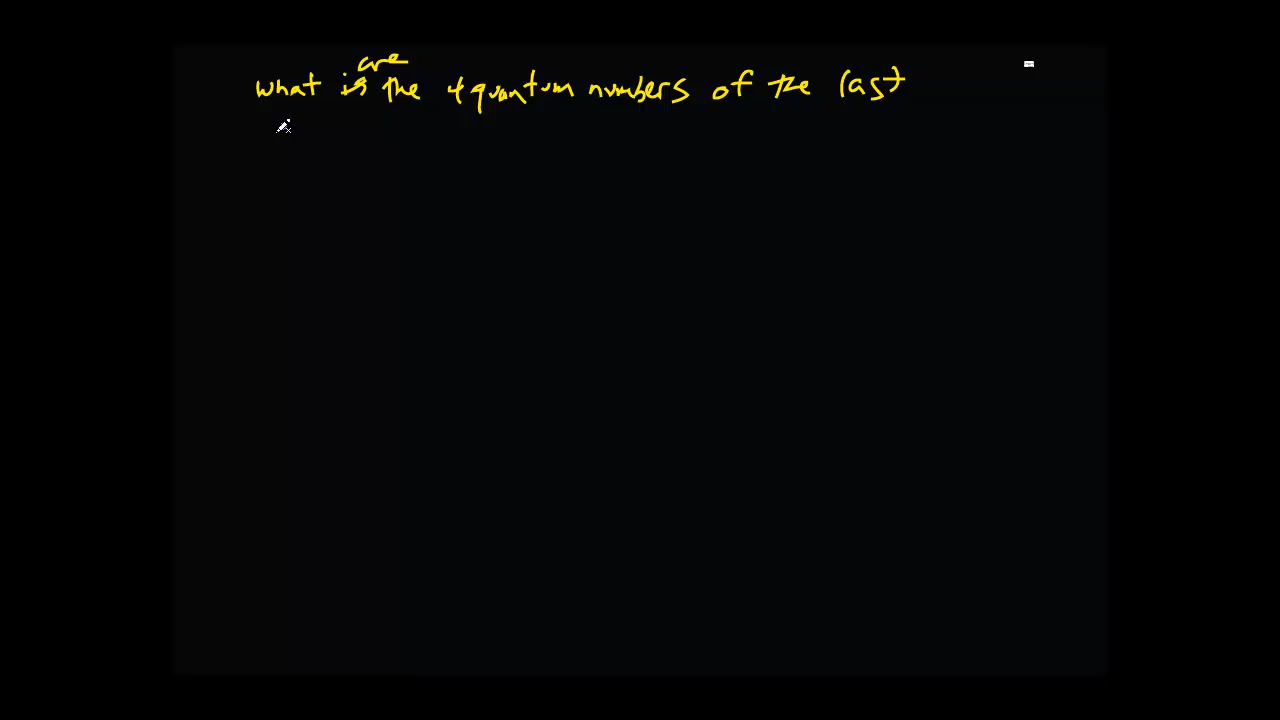 are
what is the 4 quantum numbers of the last